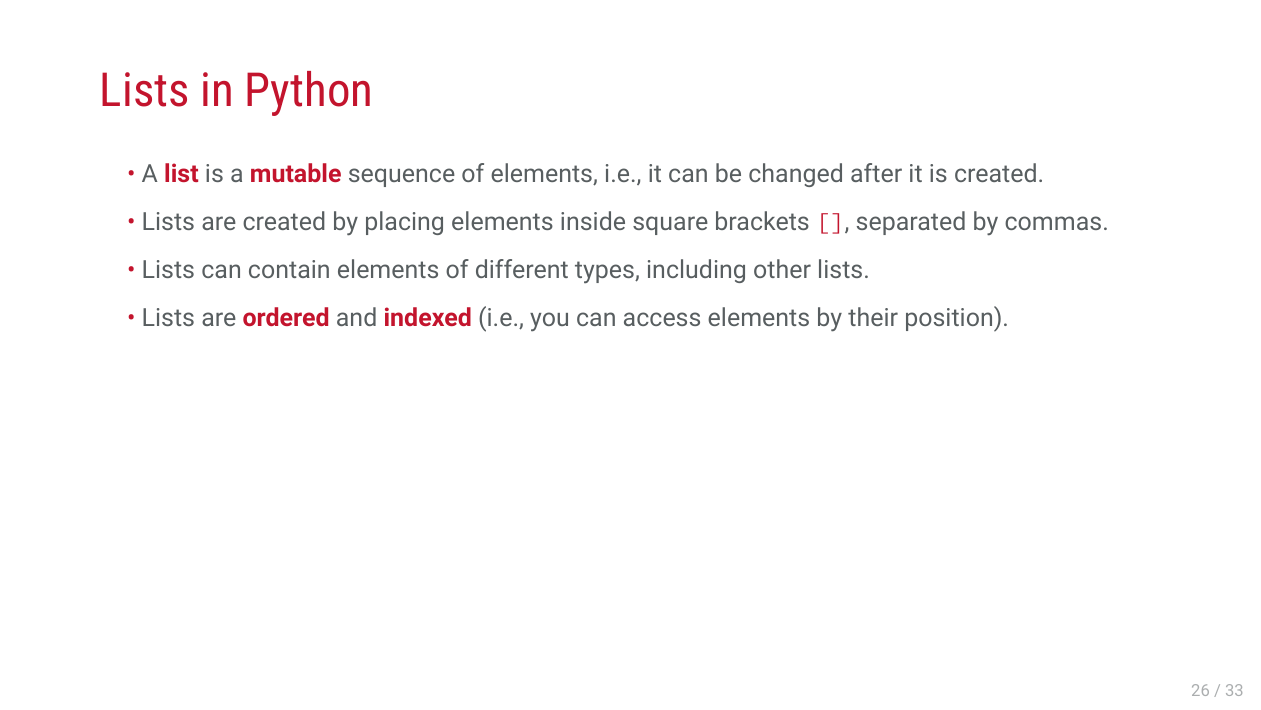 Lists in Python
• A list is a mutable sequence of elements, i.e., it can be changed after it is created.
• Lists are created by placing elements inside square brackets [], separated by commas.
• Lists can contain elements of different types, including other lists.
• Lists are ordered and indexed (i.e., you can access elements by their position).
26 / 33